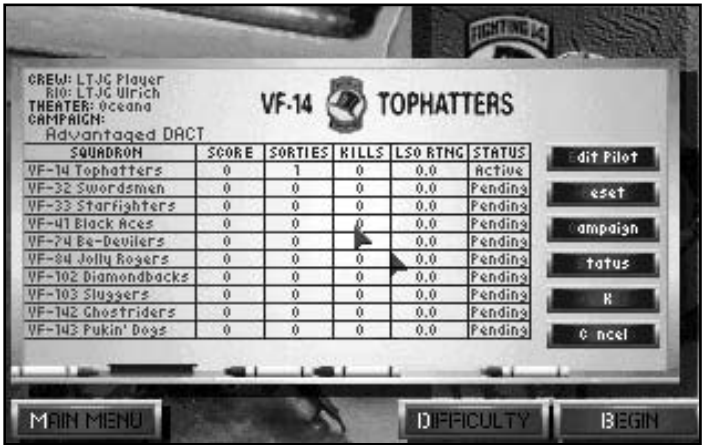 FIGHTING 14
CREW: LTJG Player
RIO: LTJG Ulrich
THEATER: Oceana
CAMPAIGN:
Advantaged DACT
VF-14 TOPHATTERS
SQUADRON SCORE SORTIES KILLS LSO RTNG STATUS
VF-14 Tophatters 0 1 0 0.0 Active
VF-32 Swordsmen 0 0 0 0.0 Pending
VF-33 Starfighters 0 0 0 0.0 Pending
VF-41 Black Aces 0 0 0 0.0 Pending
VF-74 Be-Devilers 0 0 0 0.0 Pending
VF-84 Jolly Rogers 0 0 0 0.0 Pending
VF-102 Diamondbacks 0 0 0 0.0 Pending
VF-103 Sluggers 0 0 0 0.0 Pending
VF-142 Ghostriders 0 0 0 0.0 Pending
VF-143 Pukin' Dogs 0 0 0 0.0 Pending
Edit Pilot
Reset
Campaign
Status
OK
Cancel
MAIN MENU
DIFFICULTY
BEGIN